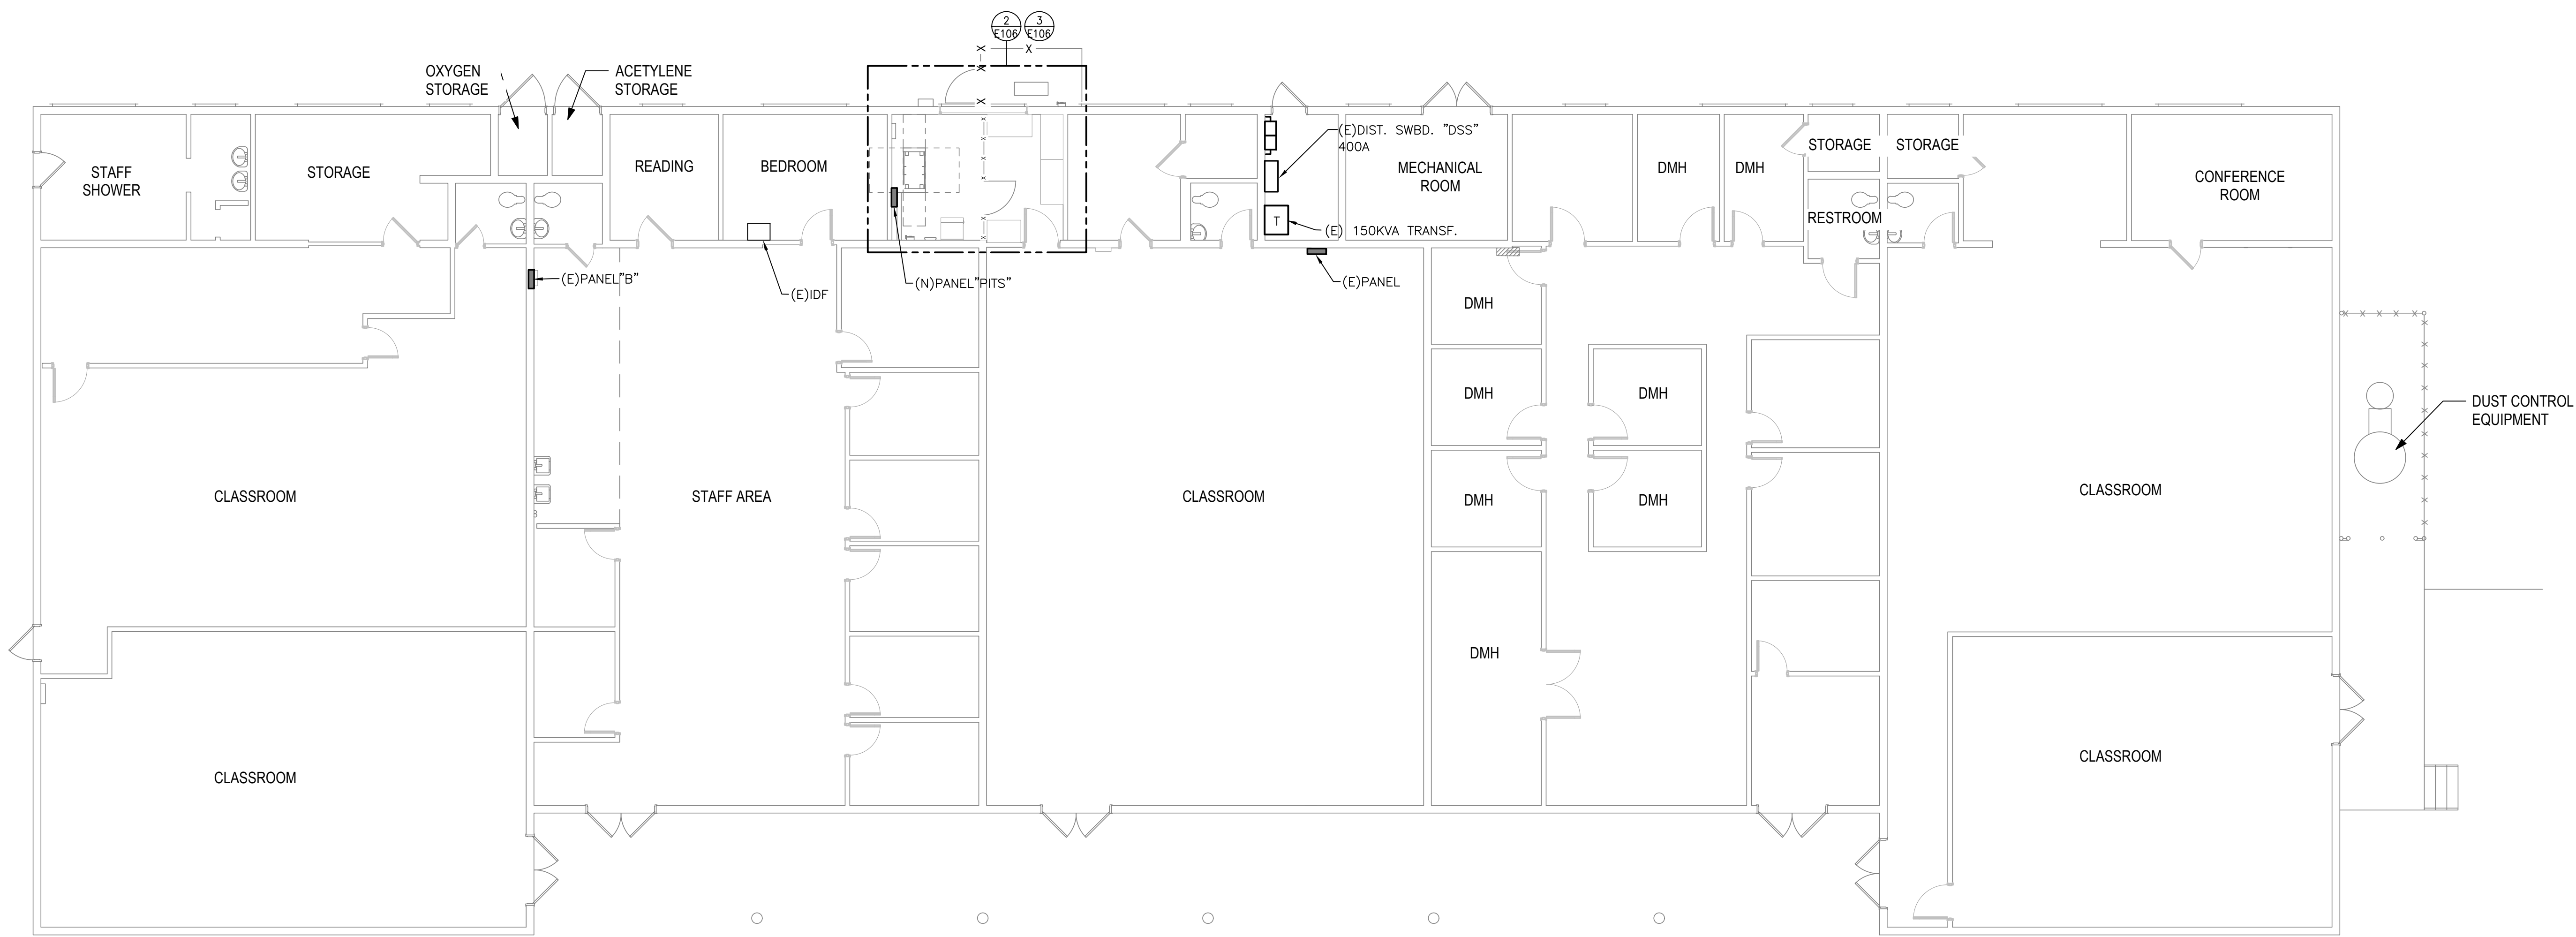 2
E106
3
E106
X
X
X
X
OXYGEN
STORAGE
ACETYLENE
STORAGE
STAFF
SHOWER
STORAGE
READING
BEDROOM
(E)DIST. SWBD. "DSS"
400A
MECHANICAL
ROOM
DMH
DMH
STORAGE
STORAGE
CONFERENCE
ROOM
RESTROOM
T
(E) 150KVA TRANSF.
(E)PANEL"B"
(E)IDF
(N)PANEL"PITS"
(E)PANEL
DMH
DMH
DMH
DUST CONTROL
EQUIPMENT
CLASSROOM
STAFF AREA
CLASSROOM
DMH
DMH
CLASSROOM
DMH
CLASSROOM
CLASSROOM